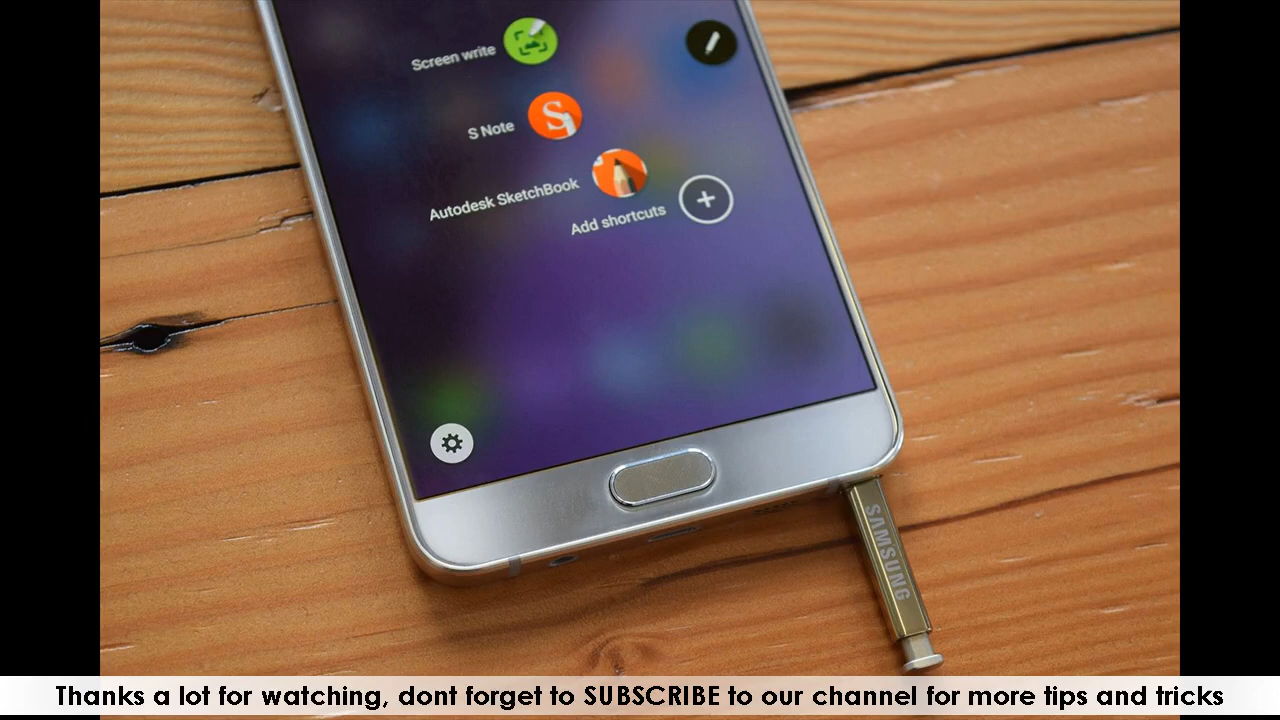 Screen write
S Note
Autodesk SketchBook
Add shortcuts
SAMSUNG
Thanks a lot for watching, dont forget to SUBSCRIBE to our channel for more tips and tricks